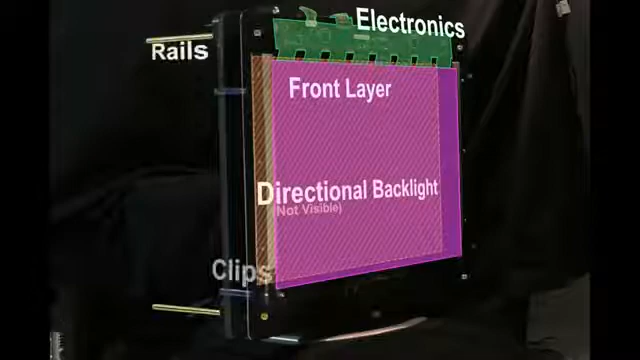 Electronics
Rails
Front Layer
Directional Backlight
(Not Visible)
Clips